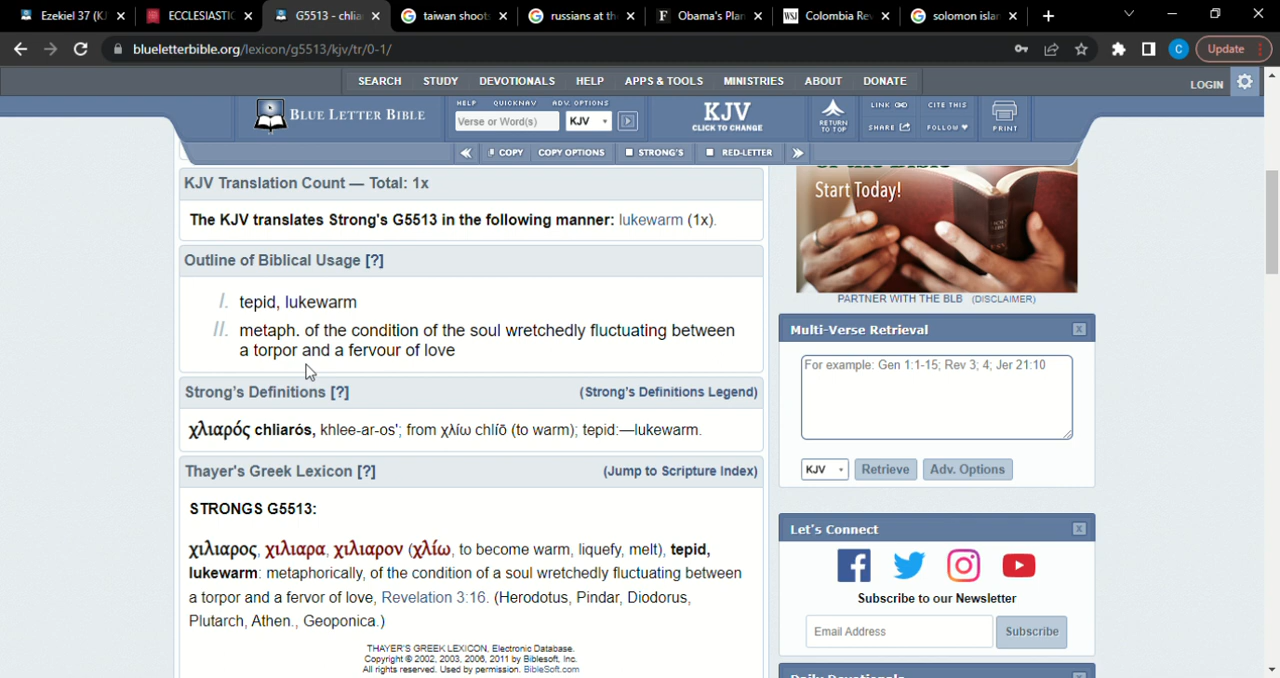 Ezekiel 37 (KJ
ECCLESIASTIC
G5513 - chlia
taiwan shoots
russians at the
Obama's Plan
WSJ
Colombia Rev
solomon islan
blueletterbible.org/lexicon/g5513/kjv/tr/0-1/
C
Update
SEARCH STUDY DEVOTIONALS HELP APPS & TOOLS MINISTRIES ABOUT DONATE
LOGIN
BLUE LETTER BIBLE
HELP QUICKNAV ADV. OPTIONS
Verse or Word(s)
KJV
KJV
CLICK TO CHANGE
RETURN
TO TOP
LINK
CITE THIS
SHARE
FOLLOW
PRINT
COPY COPY OPTIONS STRONG'S RED-LETTER
KJV Translation Count — Total: 1x
The KJV translates Strong's G5513 in the following manner: lukewarm (1x).
Outline of Biblical Usage [?]
I. tepid, lukewarm
II. metaph. of the condition of the soul wretchedly fluctuating between
a torpor and a fervour of love
Strong's Definitions [?] (Strong's Definitions Legend)
χλιαρός chliarós, khlee-ar-os'; from χλίω chlíō (to warm); tepid:—lukewarm.
Thayer's Greek Lexicon [?] (Jump to Scripture Index)
STRONGS G5513:
χιλιαρος, χιλιαρα, χιλιαρον (χλίω, to become warm, liquefy, melt), tepid,
lukewarm: metaphorically, of the condition of a soul wretchedly fluctuating between
a torpor and a fervor of love, Revelation 3:16. (Herodotus, Pindar, Diodorus,
Plutarch, Athen., Geoponica.)
THAYER'S GREEK LEXICON, Electronic Database.
Copyright © 2002, 2003, 2006, 2011 by Biblesoft, Inc.
All rights reserved. Used by permission. BibleSoft.com
Start Today!
PARTNER WITH THE BLB (DISCLAIMER)
Multi-Verse Retrieval
For example: Gen 1:1-15; Rev 3; 4; Jer 21:10
KJV
Retrieve
Adv. Options
Let's Connect
Subscribe to our Newsletter
Email Address
Subscribe
Daily Devotionals